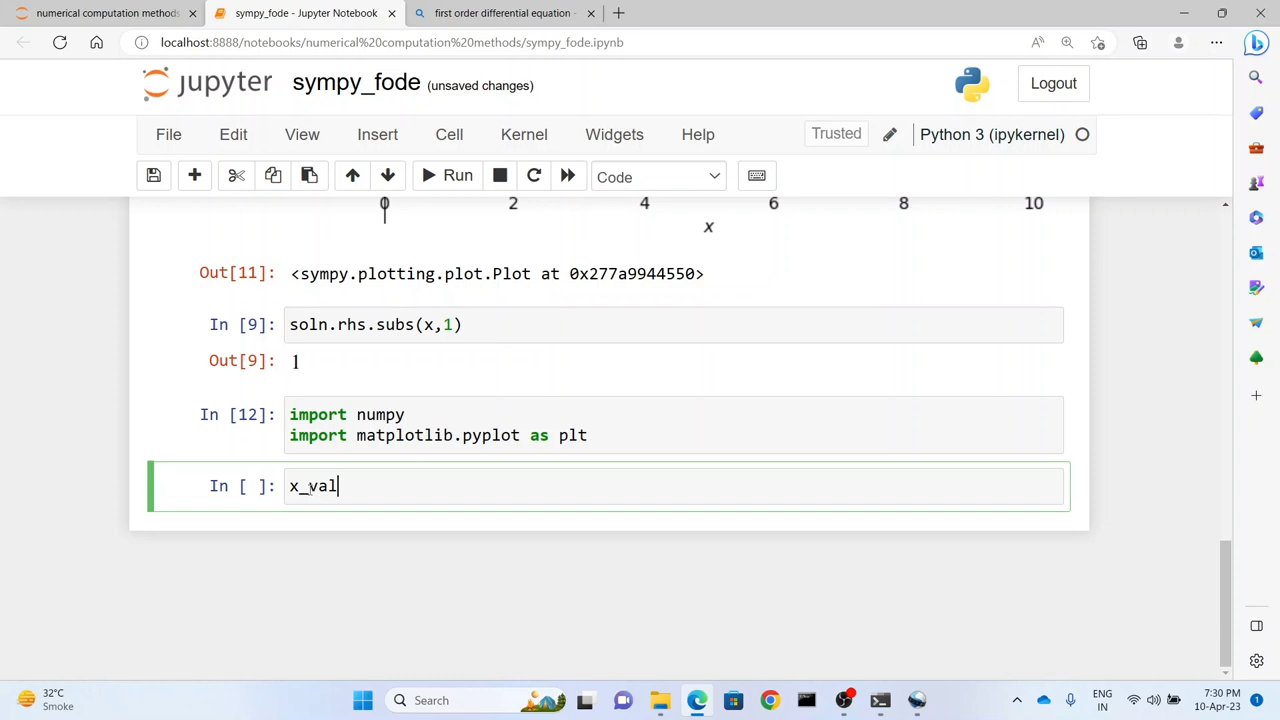 numerical computation methods
sympy_fode - Jupyter Notebook
first order differential equation -
localhost:8888/notebooks/numerical%20computation%20methods/sympy_fode.ipynb
jupyter sympy_fode (unsaved changes)
Logout
File Edit View Insert Cell Kernel Widgets Help Trusted Python 3 (ipykernel)
Run Code
0 2 4 6 8 10
x
Out[11]: <sympy.plotting.plot.Plot at 0x277a9944550>
In [9]: soln.rhs.subs(x,1)
Out[9]: 1
In [12]: import numpy
import matplotlib.pyplot as plt
In [ ]: x_val
32°C
Smoke
Search
ENG
IN
7:30 PM
10-Apr-23
1